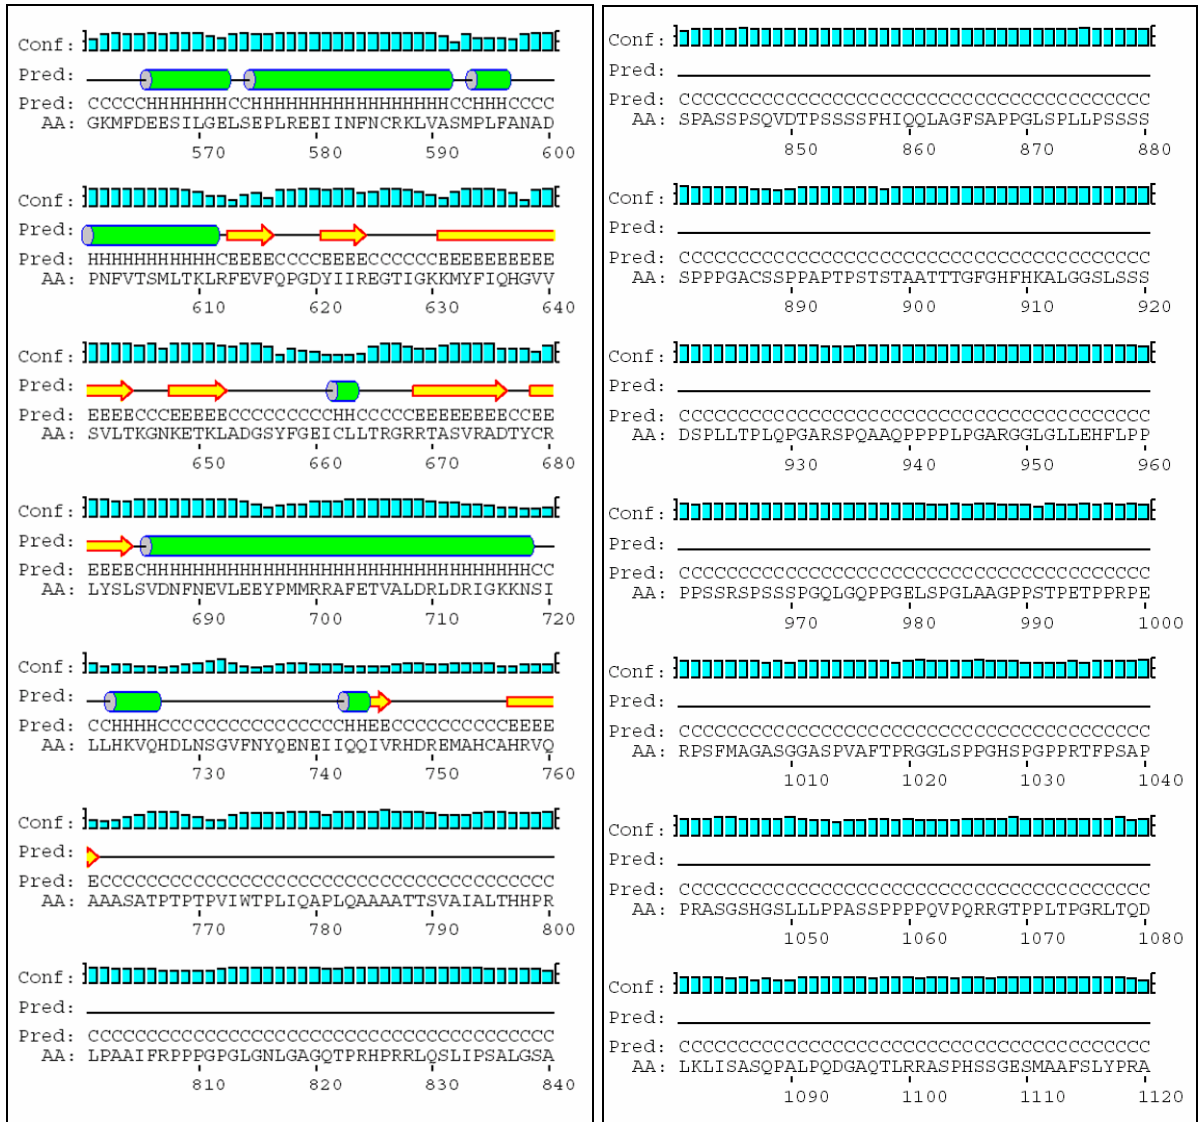 Conf:
Pred:
Pred: CCCCCHHHHHHHCCHHHHHHHHHHHHHHHHHCCHHHCCCC
AA: GKMFDEESILGELSEPLREEIINFNCRKLVASMPLFANAD
570 580 590 600
Conf:
Pred:
Pred: HHHHHHHHHHHCEEEECCCCEEEECCCCCCEEEEEEEEEE
AA: PNFVTSMLTKLRFEVFQPGDYIIREGTIGKKMYFIQHGVV
610 620 630 640
Conf:
Pred:
Pred: EEEECCCEEEEECCCCCCCCCHHCCCCCEEEEEEEECCEE
AA: SVLTKGNKETKLADGSYFGEICLLTRGRRTASVRADTYCR
650 660 670 680
Conf:
Pred:
Pred: EEEECHHHHHHHHHHHHHHHHHHHHHHHHHHHHHHHHHCC
AA: LYSLSVDNFNEVLEEYPMMRRAFETVALDRLDRIGKKNSI
690 700 710 720
Conf:
Pred:
Pred: CCHHHHCCCCCCCCCCCCCCCCHHEECCCCCCCCCCEEEE
AA: LLHKVQHDLNSGVFNYQENEIIQQIVRHDREMAHCAHRVQ
730 740 750 760
Conf:
Pred:
Pred: ECCCCCCCCCCCCCCCCCCCCCCCCCCCCCCCCCCCCCCC
AA: AAASATPTPTPVIWTPLIQAPLQAAAATTSVAIALTHHPR
770 780 790 800
Conf:
Pred:
Pred: CCCCCCCCCCCCCCCCCCCCCCCCCCCCCCCCCCCCCCCC
AA: LPAAIFRPPPGPGLGNLGAGQTPRHPRRLQSLIPSALGSA
810 820 830 840
Conf:
Pred:
Pred: CCCCCCCCCCCCCCCCCCCCCCCCCCCCCCCCCCCCCCCC
AA: SPASSPSQVDTPSSSSFHIQQLAGFSAPPGLSPLLPSSSS
850 860 870 880
Conf:
Pred:
Pred: CCCCCCCCCCCCCCCCCCCCCCCCCCCCCCCCCCCCCCCC
AA: SPPPGACSSPPAPTPSTSTAATTTGFGHFHKALGGSLSSS
890 900 910 920
Conf:
Pred:
Pred: CCCCCCCCCCCCCCCCCCCCCCCCCCCCCCCCCCCCCCCC
AA: DSPLLTPLQPGARSPQAAQPPPPLPGARGGLGLLEHFLPP
930 940 950 960
Conf:
Pred:
Pred: CCCCCCCCCCCCCCCCCCCCCCCCCCCCCCCCCCCCCCCC
AA: PPSSRSPSSSPGQLGQPPGELSPGLAAGPPSTPETPPRPE
970 980 990 1000
Conf:
Pred:
Pred: CCCCCCCCCCCCCCCCCCCCCCCCCCCCCCCCCCCCCCCC
AA: RPSFMAGASGGASPVAFTPRGGLSPPGHSPGPPRTFPSAP
1010 1020 1030 1040
Conf:
Pred:
Pred: CCCCCCCCCCCCCCCCCCCCCCCCCCCCCCCCCCCCCCCC
AA: PRASGSHGSLLLPPASSPPPPQVPQRRGTPPLTPGRLTQD
1050 1060 1070 1080
Conf:
Pred:
Pred: CCCCCCCCCCCCCCCCCCCCCCCCCCCCCCCCCCCCCCCC
AA: LKLISASQPALPQDGAQTLRRASPHSSGESMAAFSLYPRA
1090 1100 1110 1120